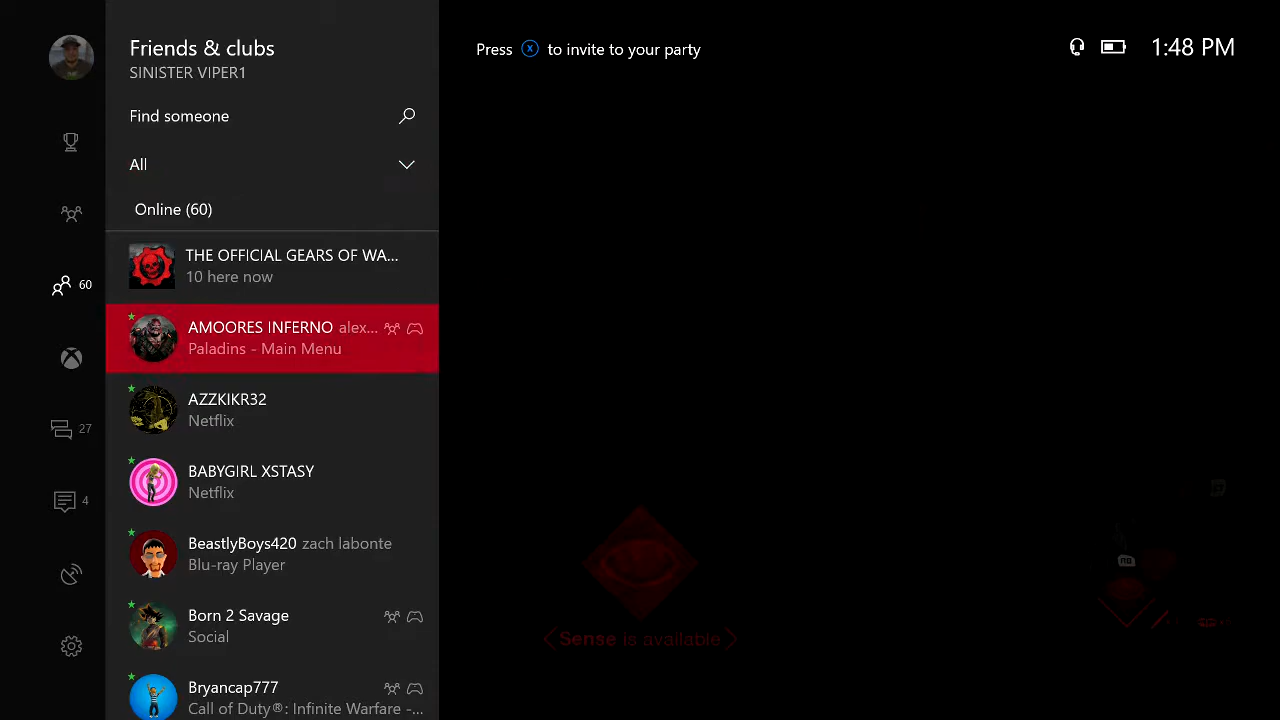 Friends & clubs
SINISTER VIPER1
Find someone
All
Online (60)
THE OFFICIAL GEARS OF WA...
10 here now
AMOORES INFERNO alex...
Paladins - Main Menu
AZZKIKR32
Netflix
BABYGIRL XSTASY
Netflix
BeastlyBoys420 zach labonte
Blu-ray Player
Born 2 Savage
Social
Bryancap777
Call of Duty®: Infinite Warfare -...
60
27
4
Press X to invite to your party
1:48 PM
Sense is available